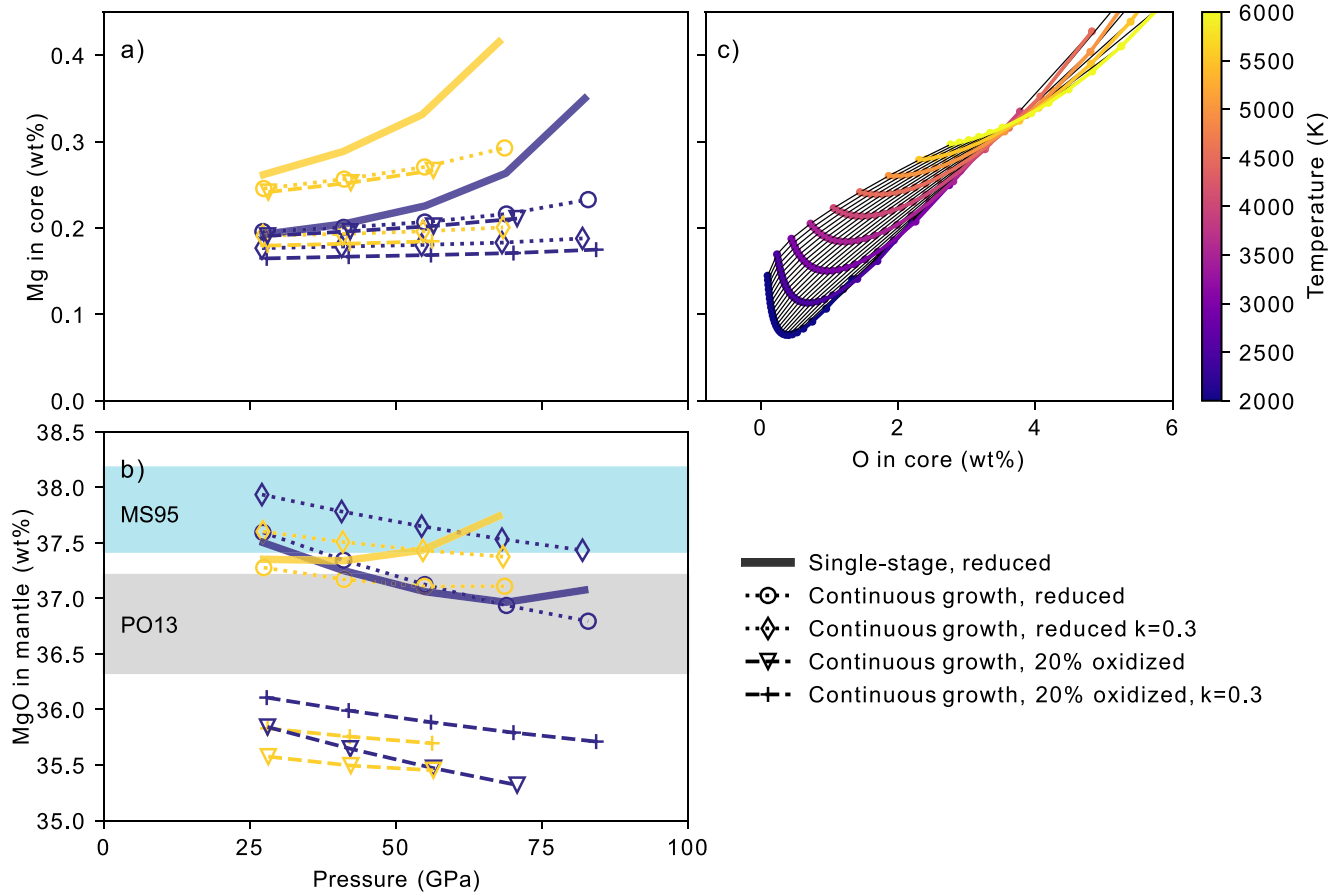 a)
0.4
0.3
0.2
0.1
0.0
Mg in core (wt%)
c)
0
2
4
6
O in core (wt%)
6000
5500
5000
4500
4000
3500
3000
2500
2000
Temperature (K)
b)
MS95
PO13
38.5
38.0
37.5
37.0
36.5
36.0
35.5
35.0
MgO in mantle (wt%)
0
25
50
75
100
Pressure (GPa)
Single-stage, reduced
Continuous growth, reduced
Continuous growth, reduced k=0.3
Continuous growth, 20% oxidized
Continuous growth, 20% oxidized, k=0.3